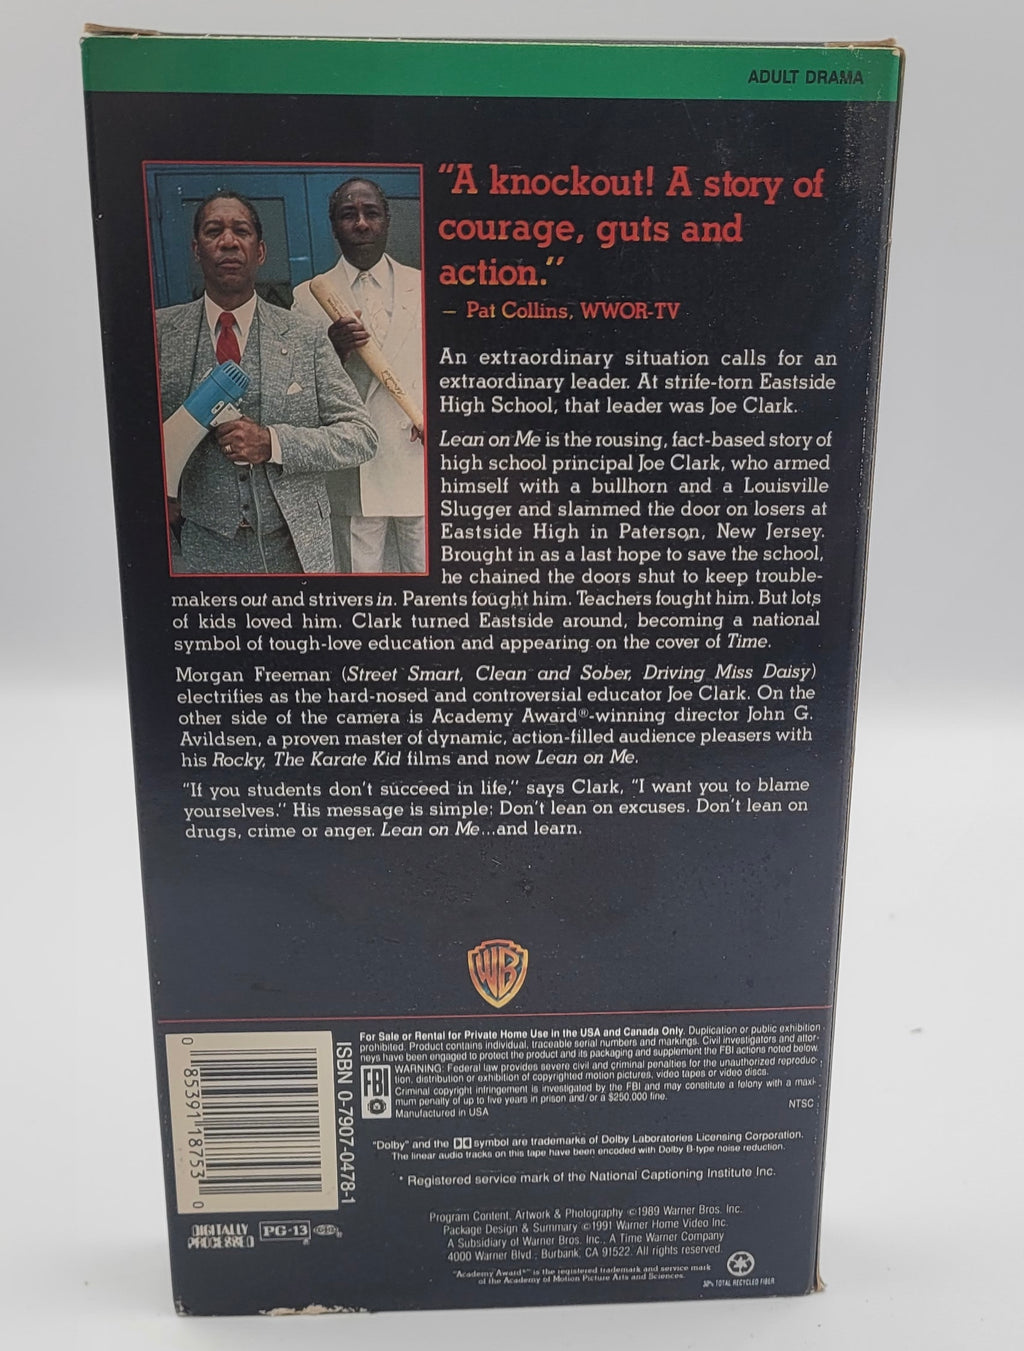 ADULT DRAMA
"A knockout! A story of
courage, guts and
action."
– Pat Collins, WWOR-TV
An extraordinary situation calls for an
extraordinary leader. At strife-torn Eastside
High School, that leader was Joe Clark.
Lean on Me is the rousing, fact-based story of
high school principal Joe Clark, who armed
himself with a bullhorn and a Louisville
Slugger and slammed the door on losers at
Eastside High in Paterson, New Jersey.
Brought in as a last hope to save the school,
he chained the doors shut to keep trouble-
makers out and strivers in. Parents fought him. Teachers fought him. But lots
of kids loved him. Clark turned Eastside around, becoming a national
symbol of tough-love education and appearing on the cover of Time.
Morgan Freeman (Street Smart, Clean and Sober, Driving Miss Daisy)
electrifies as the hard-nosed and controversial educator Joe Clark. On the
other side of the camera is Academy Award®-winning director John G.
Avildsen, a proven master of dynamic, action-filled audience pleasers with
his Rocky, The Karate Kid films and now Lean on Me.
"If you students don't succeed in life," says Clark, "I want you to blame
yourselves." His message is simple: Don't lean on excuses. Don't lean on
drugs, crime or anger. Lean on Me...and learn.
WB
0 85391 18753 0
ISBN 0-7907-0478-1
For Sale or Rental for Private Home Use in the USA and Canada Only. Duplication or public exhibition
prohibited. Product contains individual, traceable serial numbers and markings. Civil investigators and attor-
neys have been engaged to protect the product and its packaging and supplement the FBI actions noted below.
FBI
WARNING: Federal law provides severe civil and criminal penalties for the unauthorized reproduc-
tion, distribution or exhibition of copyrighted motion pictures, video tapes or video discs.
Criminal copyright infringement is investigated by the FBI and may constitute a felony with a maxi-
mum penalty of up to five years in prison and/or a $250,000 fine.
Manufactured in USA
NTSC
"Dolby" and the symbol are trademarks of Dolby Laboratories Licensing Corporation.
The linear audio tracks on this tape have been encoded with Dolby B-type noise reduction.
* Registered service mark of the National Captioning Institute Inc.
DIGITALLY
PROCESSED
PG-13
Program Content, Artwork & Photography ©1989 Warner Bros. Inc.
Package Design & Summary ©1991 Warner Home Video Inc.
A Subsidiary of Warner Bros. Inc., A Time Warner Company
4000 Warner Blvd., Burbank, CA 91522. All rights reserved.
"Academy Award®" is the registered trademark and service mark
of the Academy of Motion Picture Arts and Sciences.
TOTAL RECYCLED FIBER